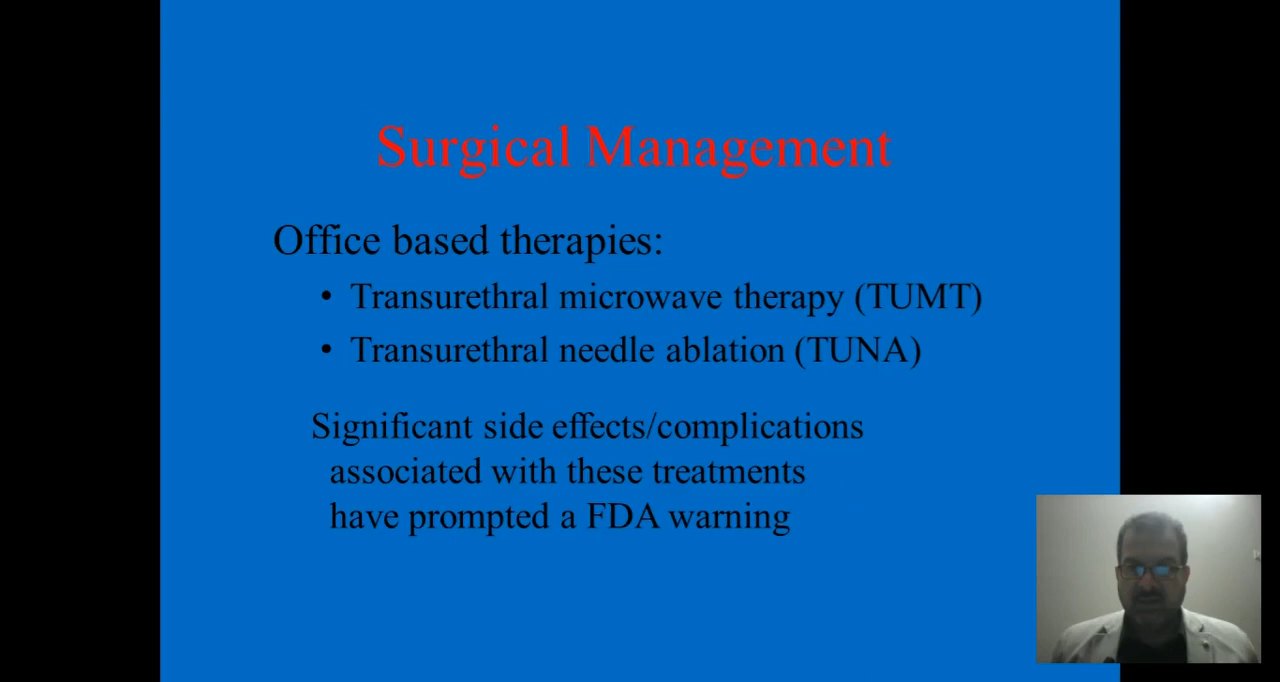 Surgical Management
Office based therapies:
• Transurethral microwave therapy (TUMT)
• Transurethral needle ablation (TUNA)
Significant side effects/complications
associated with these treatments
have prompted a FDA warning